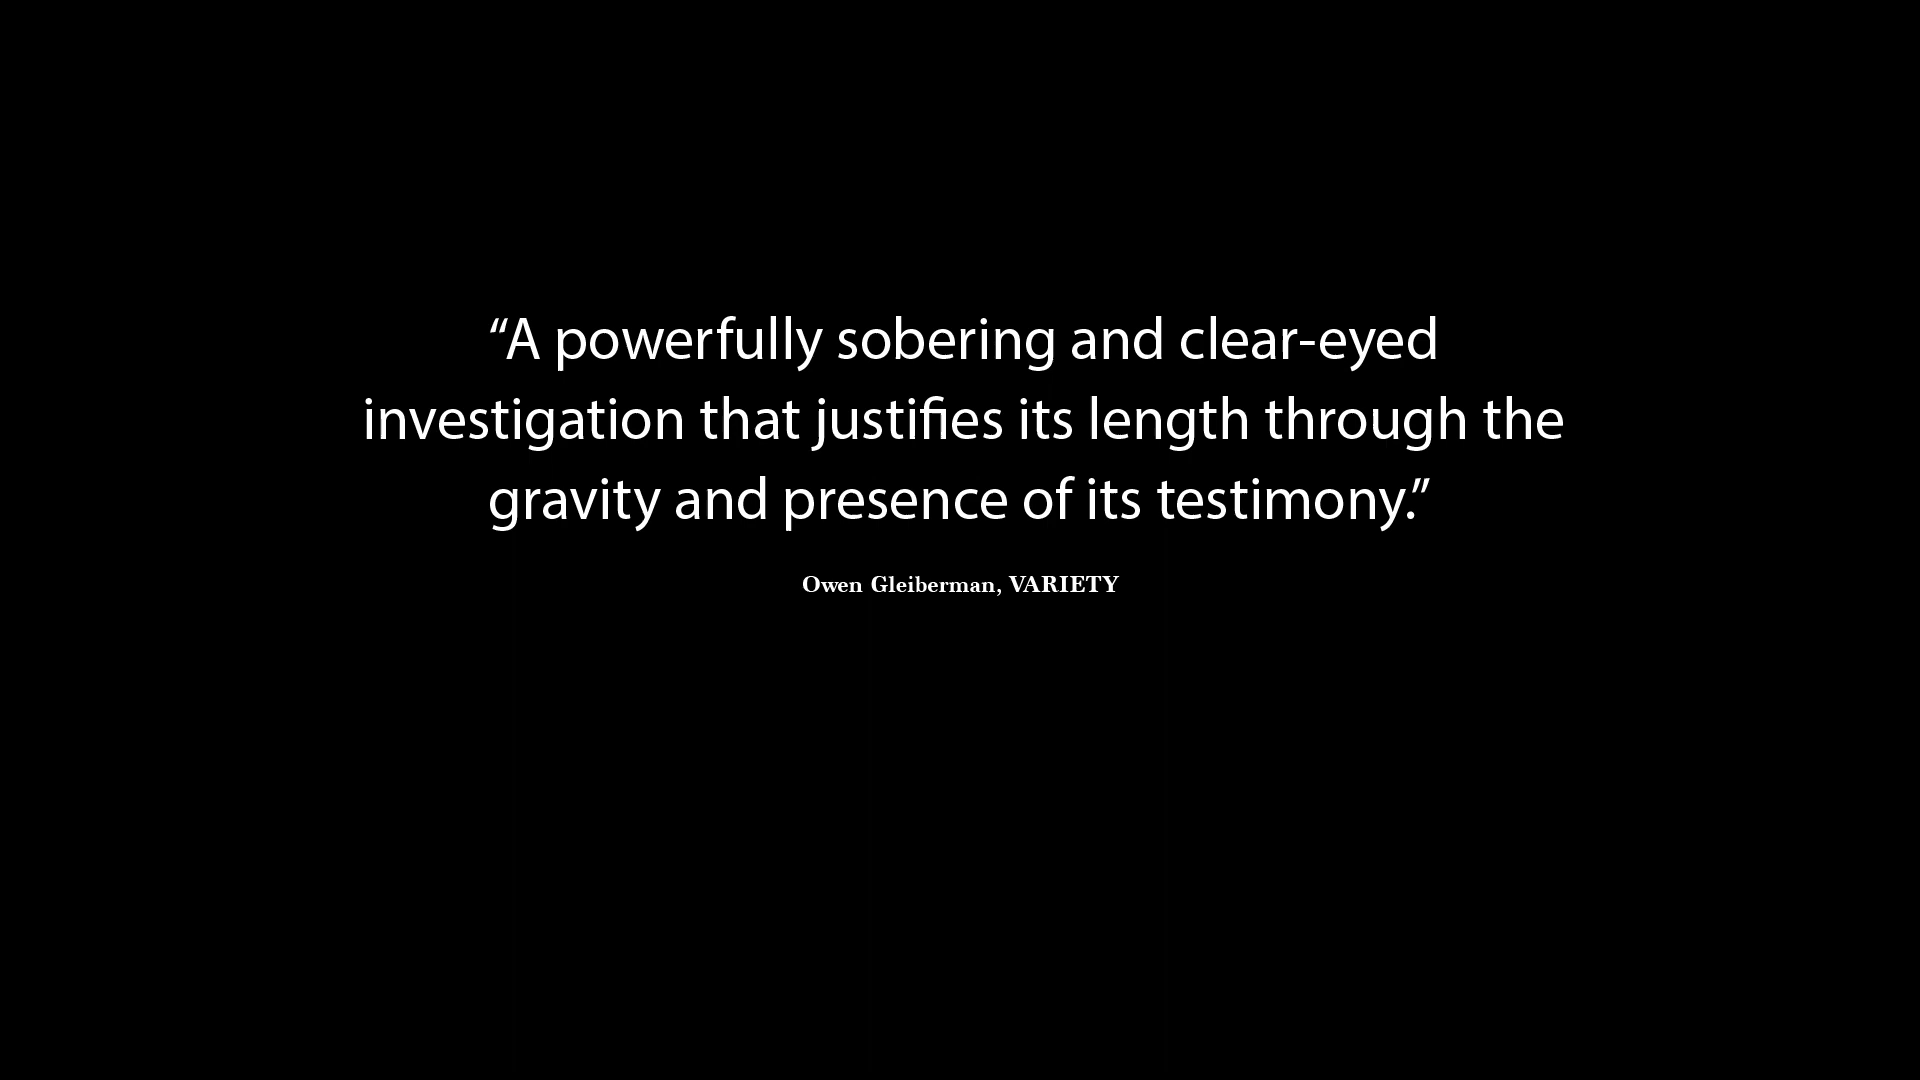 “A powerfully sobering and clear-eyed
investigation that justifies its length through the
gravity and presence of its testimony.”
Owen Gleiberman, VARIETY